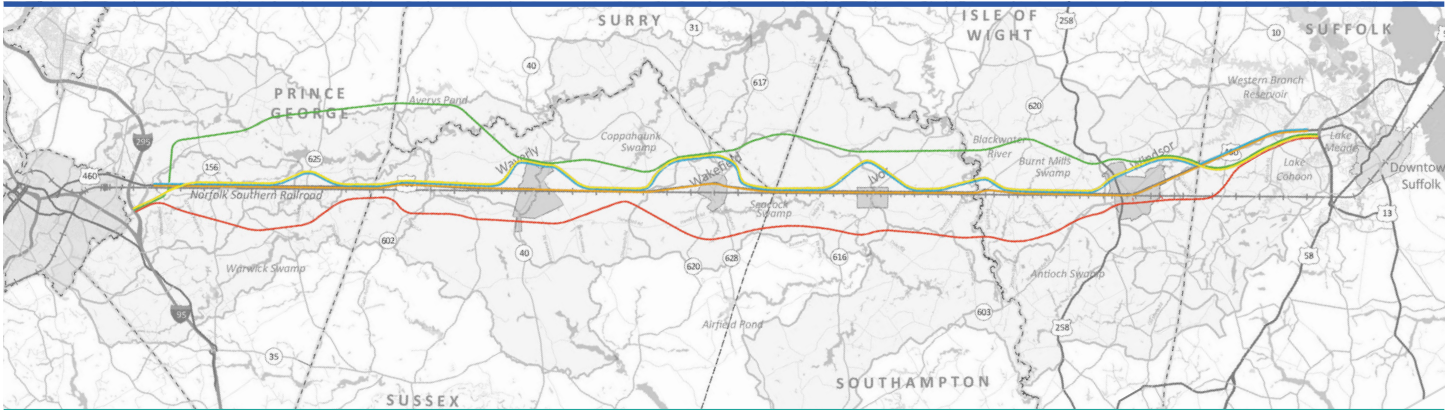 SURRY
ISLE OF
WIGHT
258
SUFFOLK
31
10
40
617
PRINCE
GEORGE
Averys Pond
Western Branch
Reservoir
620
295
Coppahaunk
Swamp
Blackwater
River
Lake
Meade
156
625
Waverly
Wakefield
Ivor
Burnt Mills
Swamp
Windsor
460
Lake
Cohoon
Downtown
Suffolk
460
Norfolk Southern Railroad
Seacock
Swamp
13
602
40
620
628
616
58
Warwick Swamp
Antioch Swamp
95
Airfield Pond
603
258
35
SOUTHAMPTON
SUSSEX